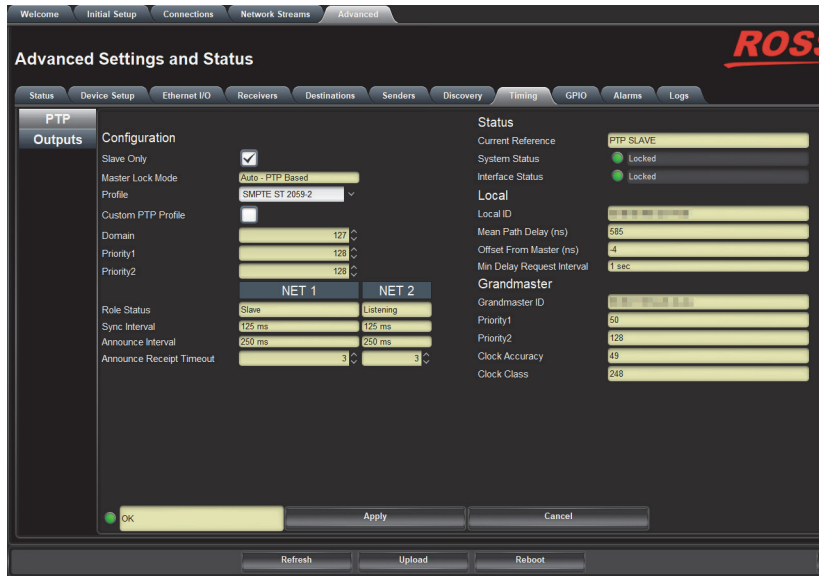 Welcome Initial Setup Connections Network Streams Advanced
Advanced Settings and Status
ROSS
Status Device Setup Ethernet I/O Receivers Destinations Senders Discovery Timing GPIO Alarms Logs
PTP
Outputs
Configuration
Slave Only
Master Lock Mode Auto - PTP Based
Profile SMPTE ST 2059-2
Custom PTP Profile
Domain 127
Priority1 128
Priority2 128
NET 1 NET 2
Role Status Slave Listening
Sync Interval 125 ms 125 ms
Announce Interval 250 ms 250 ms
Announce Receipt Timeout 3 3
Status
Current Reference PTP SLAVE
System Status Locked
Interface Status Locked
Local
Local ID
Mean Path Delay (ns) 585
Offset From Master (ns) -4
Min Delay Request Interval 1 sec
Grandmaster
Grandmaster ID
Priority1 50
Priority2 128
Clock Accuracy 49
Clock Class 248
OK Apply Cancel
Refresh Upload Reboot